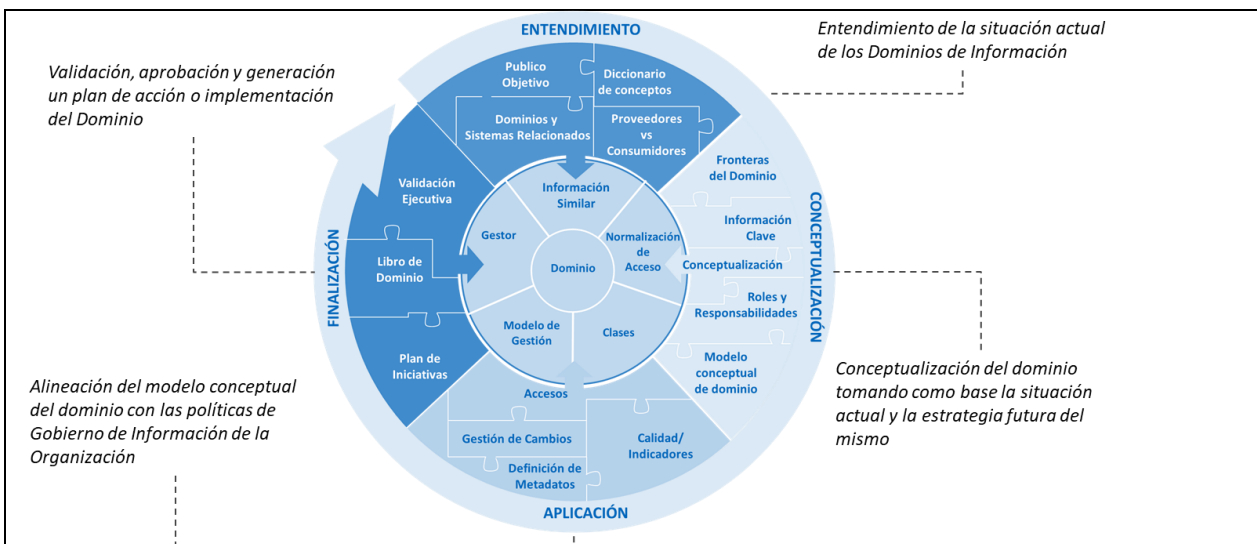 Validación, aprobación y generación
un plan de acción o implementación
del Dominio
Entendimiento de la situación actual
de los Dominios de Información
Alineación del modelo conceptual
del dominio con las políticas de
Gobierno de Información de la
Organización
Conceptualización del dominio
tomando como base la situación
actual y la estrategia futura del
mismo
ENTENDIMIENTO
Publico
Objetivo
Diccionario
de conceptos
Dominios y
Sistemas Relacionados
Proveedores
vs
Consumidores
CONCEPTUALIZACIÓN
Fronteras
del Dominio
Información
Clave
Conceptualización
Roles y
Responsabilidades
Modelo
conceptual
de dominio
APLICACIÓN
Accesos
Gestión de Cambios
Definición de
Metadatos
Calidad/
Indicadores
FINALIZACIÓN
Validación
Ejecutiva
Libro de
Dominio
Plan de
Iniciativas
Información
Similar
Normalización
de
Acceso
Clases
Modelo de
Gestión
Gestor
Dominio